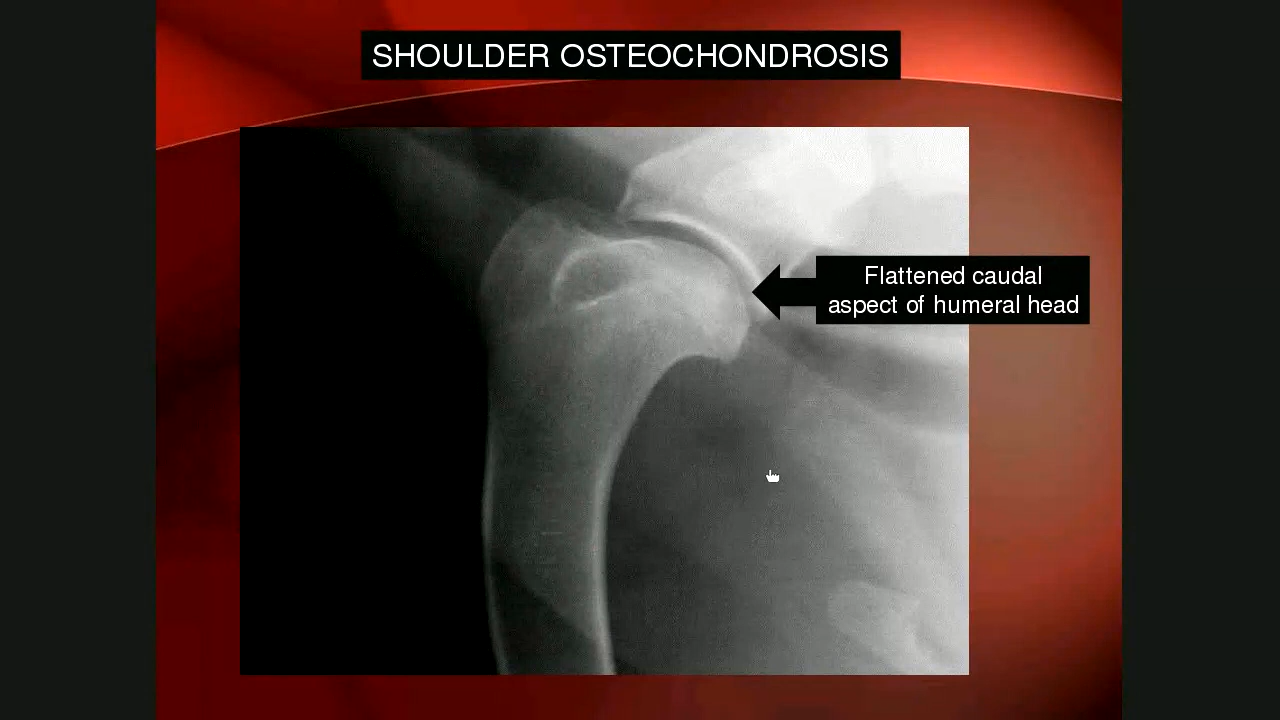 SHOULDER OSTEOCHONDROSIS
Flattened caudal
aspect of humeral head